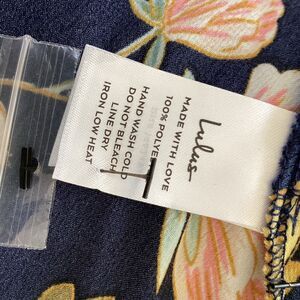 Lulus
MADE WITH LOVE
100% POLYE
HAND WASH COLD
DO NOT BLEACH
LINE DRY
IRON LOW HEAT